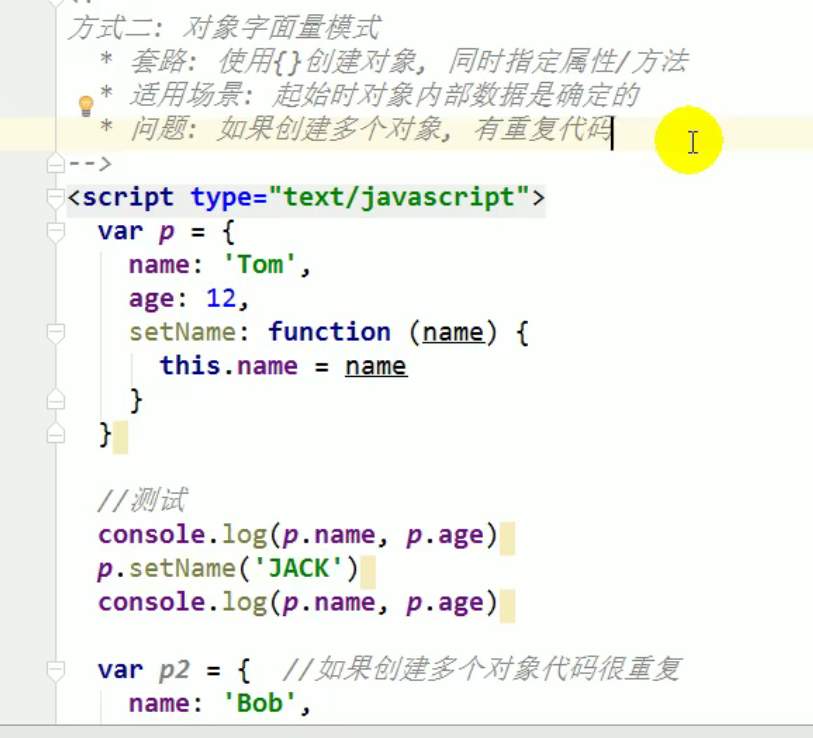 方式二: 对象字面量模式
* 套路: 使用{}创建对象, 同时指定属性/方法
* 适用场景: 起始时对象内部数据是确定的
* 问题: 如果创建多个对象, 有重复代码
-->
<script type="text/javascript">
var p = {
name: 'Tom',
age: 12,
setName: function (name) {
this.name = name
}
}
//测试
console.log(p.name, p.age)
p.setName('JACK')
console.log(p.name, p.age)
var p2 = {  //如果创建多个对象代码很重复
name: 'Bob',